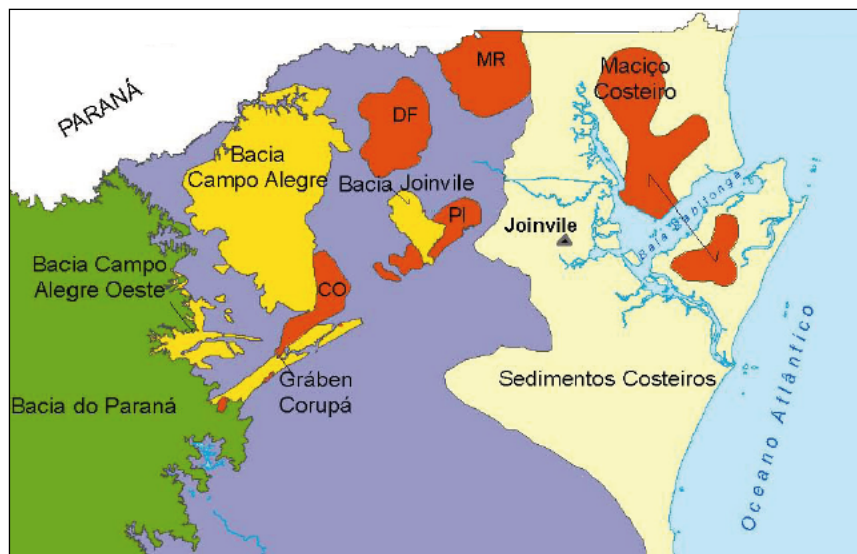 PARANÁ
MR
Maciço
Costeiro
DF
Bacia
Campo Alegre
Bacia Joinvile
PI
Joinvile
Baia Babitonga
Bacia Campo
Alegre Oeste
CO
Gráben
Corupá
Sedimentos Costeiros
Bacia do Paraná
Oceano Atlântico